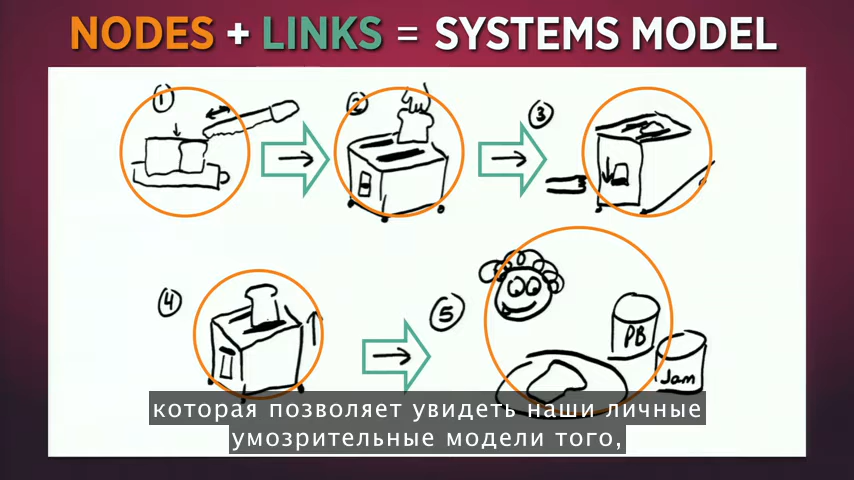 NODES + LINKS = SYSTEMS MODEL
1
2
3
4
5
PB
Jam
которая позволяет увидеть наши личные
умозрительные модели того,